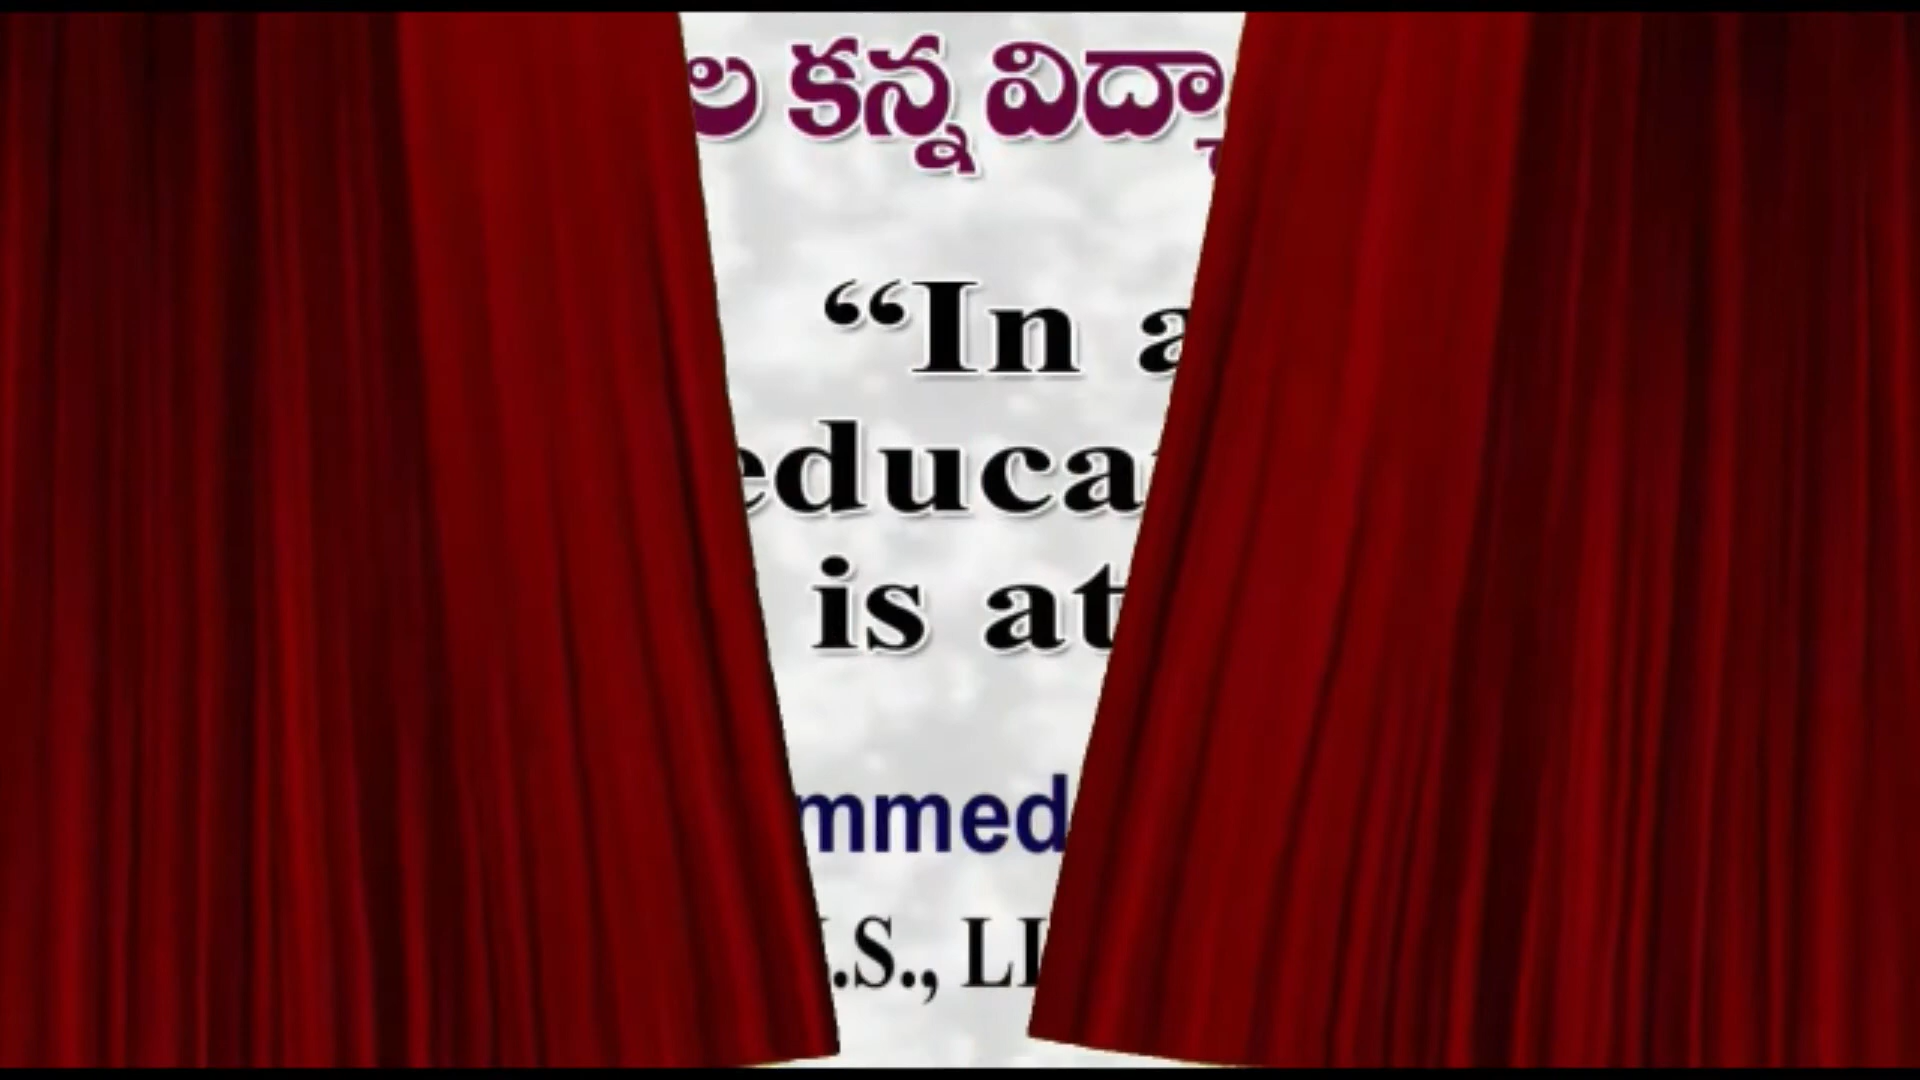 ల కన్న విద్యా
“In a
educa
is at
mmed
.S., LL